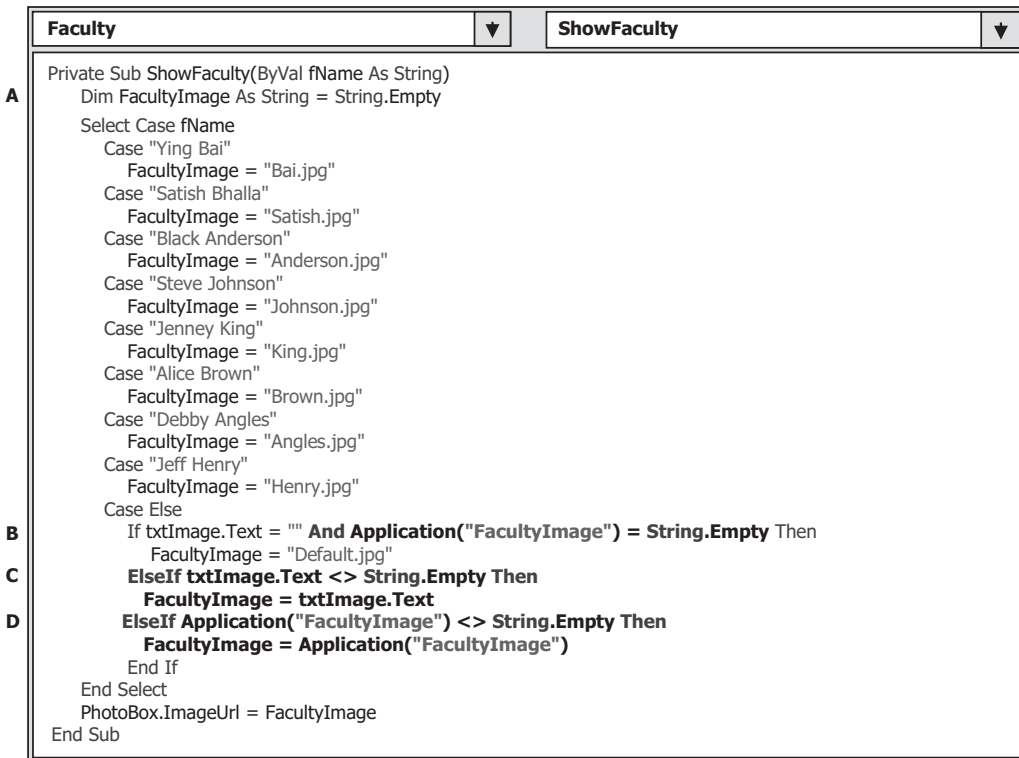 Faculty ShowFaculty
Private Sub ShowFaculty(ByVal fName As String)
A Dim FacultyImage As String = String.Empty
Select Case fName
Case "Ying Bai"
FacultyImage = "Bai.jpg"
Case "Satish Bhalla"
FacultyImage = "Satish.jpg"
Case "Black Anderson"
FacultyImage = "Anderson.jpg"
Case "Steve Johnson"
FacultyImage = "Johnson.jpg"
Case "Jenney King"
FacultyImage = "King.jpg"
Case "Alice Brown"
FacultyImage = "Brown.jpg"
Case "Debby Angles"
FacultyImage = "Angles.jpg"
Case "Jeff Henry"
FacultyImage = "Henry.jpg"
Case Else
B If txtImage.Text = "" And Application("FacultyImage") = String.Empty Then
FacultyImage = "Default.jpg"
C ElseIf txtImage.Text <> String.Empty Then
FacultyImage = txtImage.Text
D ElseIf Application("FacultyImage") <> String.Empty Then
FacultyImage = Application("FacultyImage")
End If
End Select
PhotoBox.ImageUrl = FacultyImage
End Sub